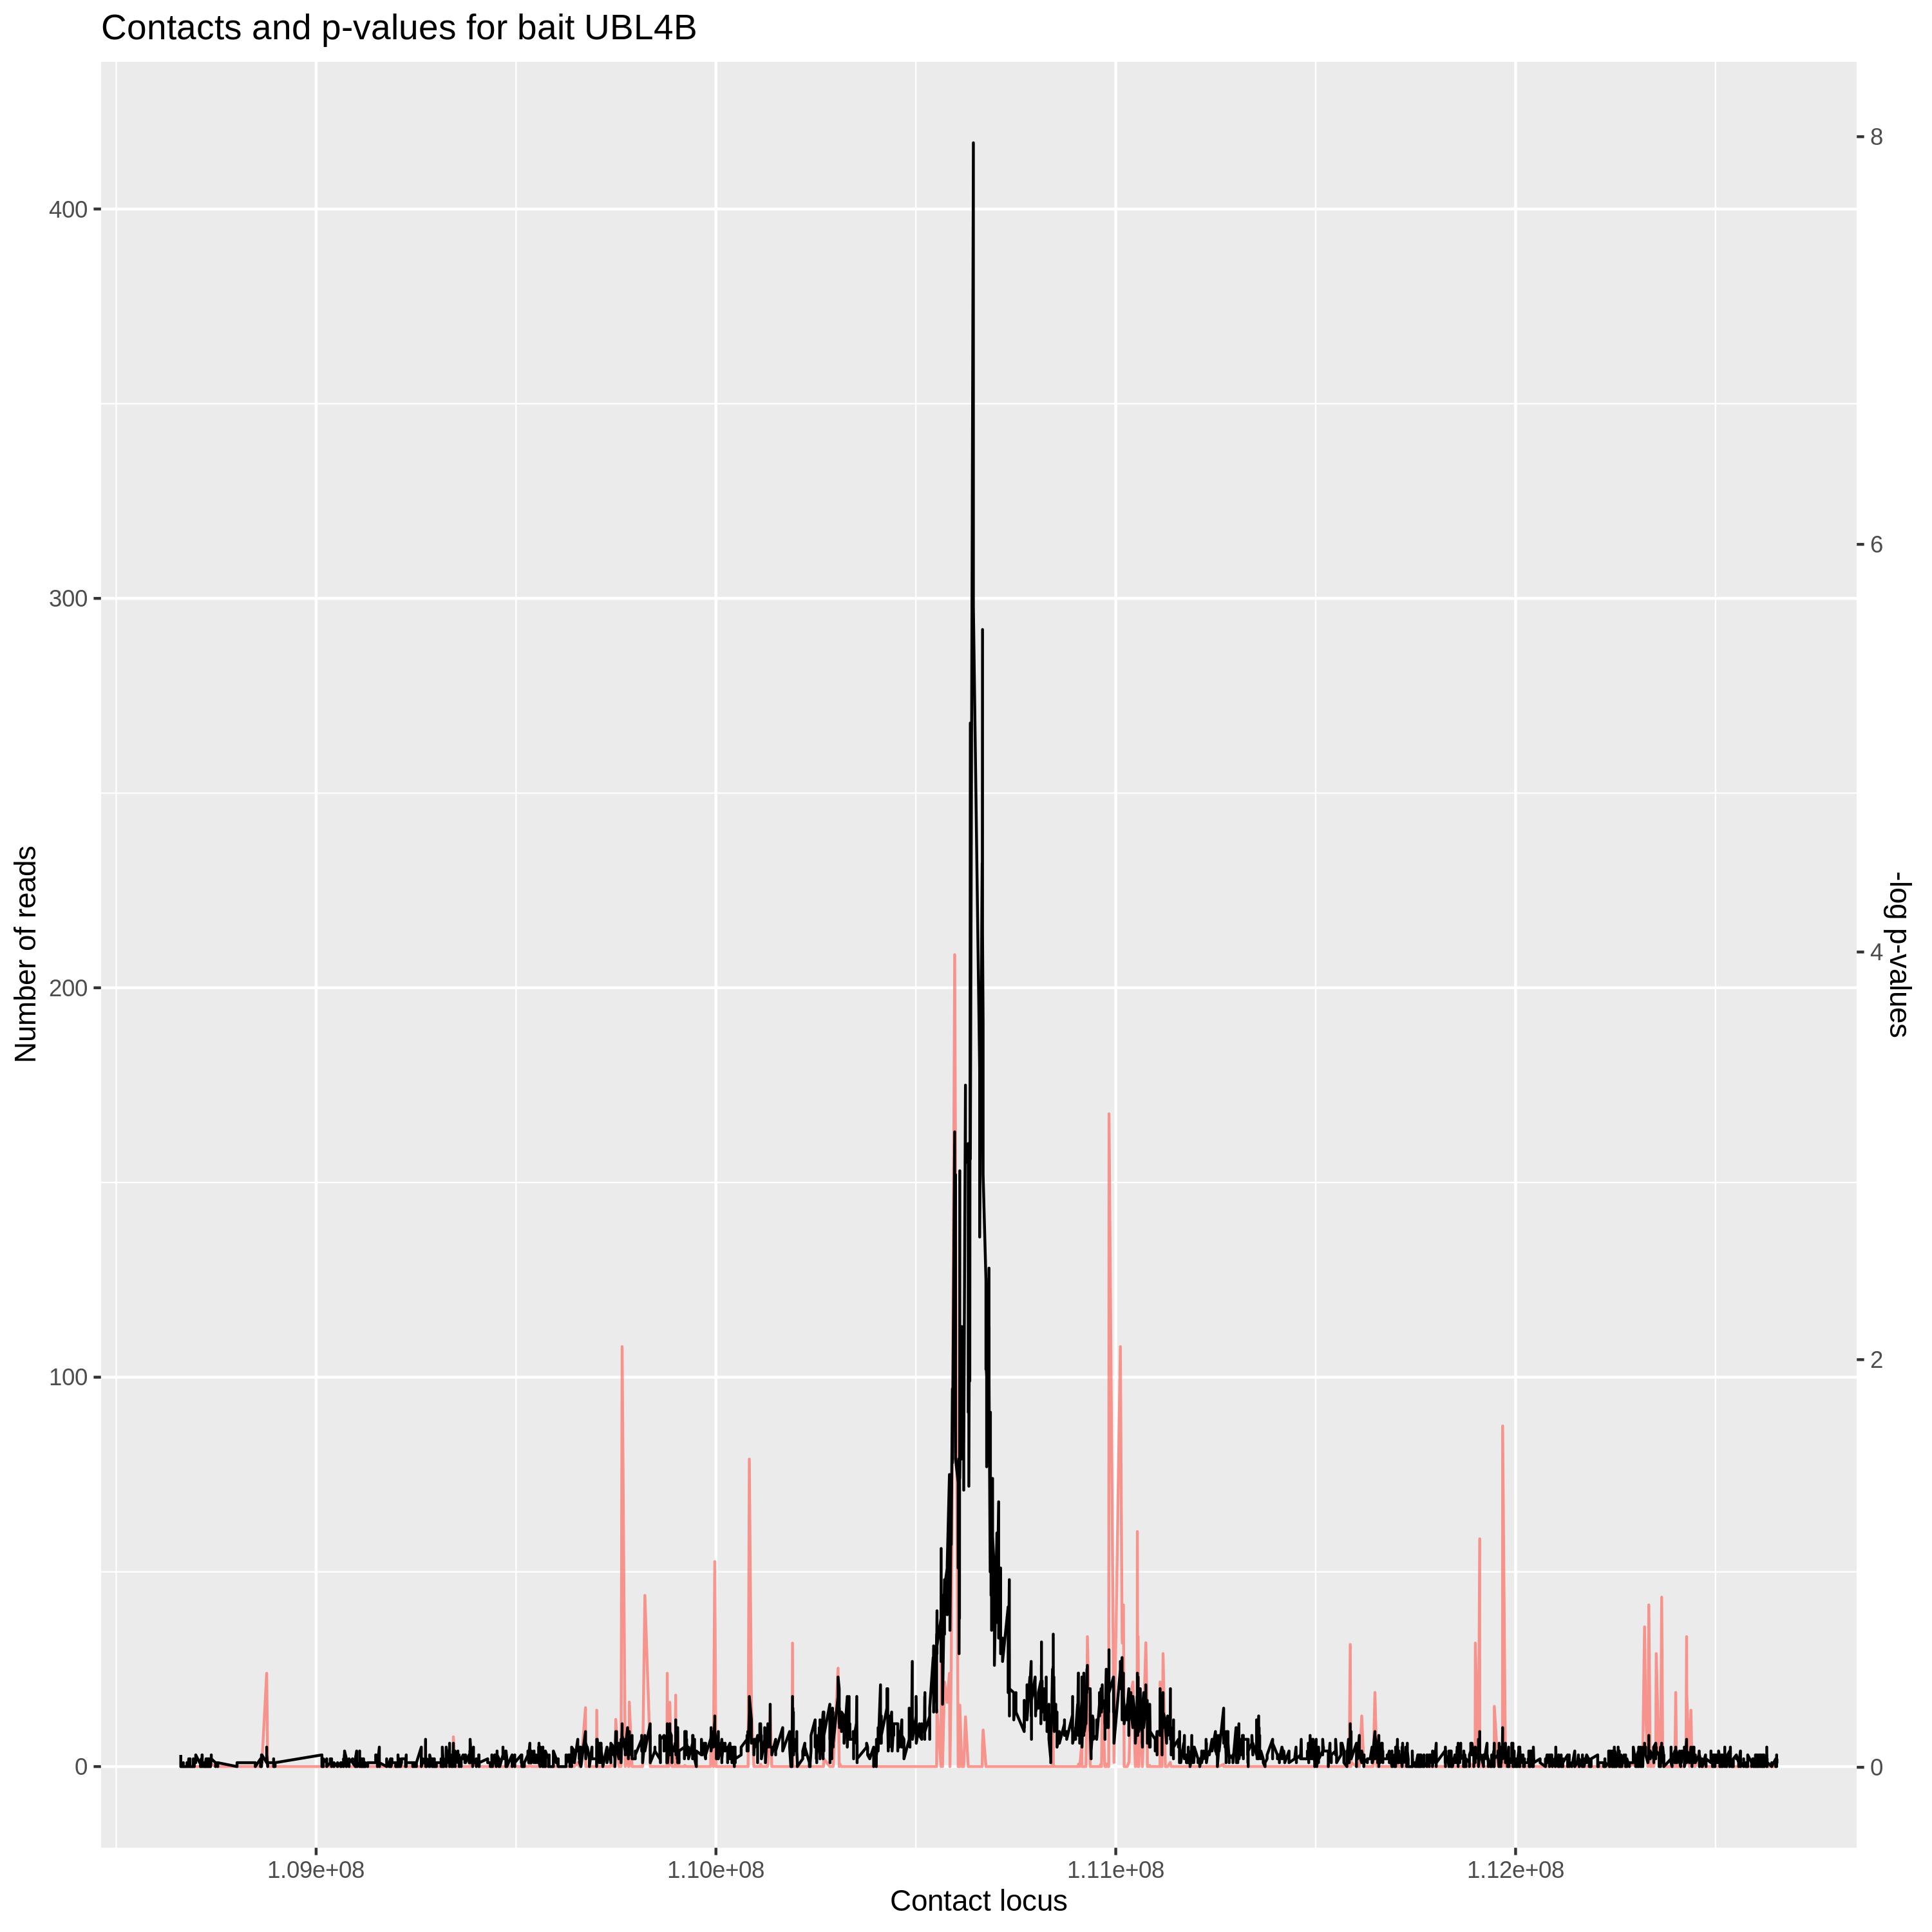 Contacts and p-values for bait UBL4B
400
300
200
100
0
Number of reads
8
6
4
2
0
-log p-values
1.09e+08
1.10e+08
1.11e+08
1.12e+08
Contact locus